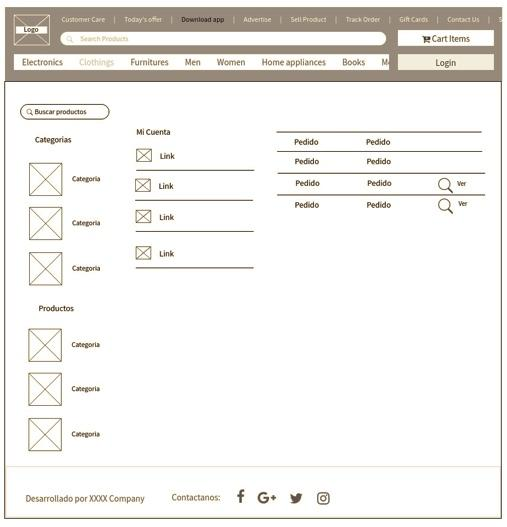 Customer Care | Today's offer | Download app | Advertise | Sell Product | Track Order | Gift Cards | Contact Us | S
Logo
Search Products
Cart Items
Electronics Clothings Furnitures Men Women Home appliances Books
Login
Buscar productos
Categorias
Categoria
Categoria
Categoria
Productos
Categoria
Categoria
Categoria
Mi Cuenta
Link
Link
Link
Link
Pedido Pedido
Pedido Pedido
Pedido Pedido Ver
Pedido Pedido Ver
Desarrollado por XXXX Company Contactanos: